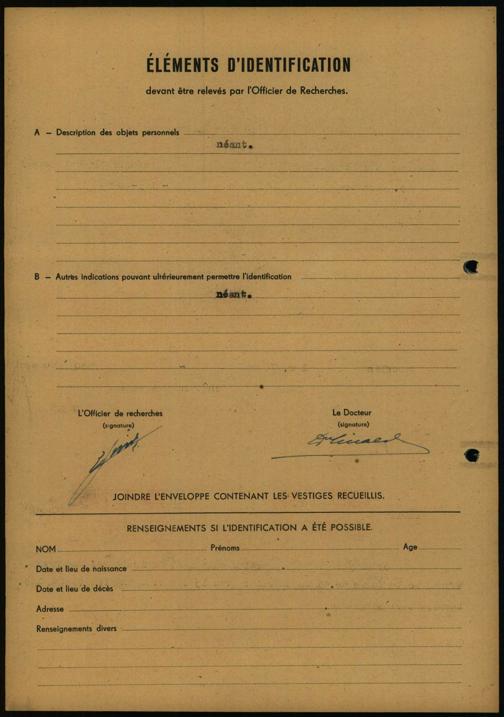 ÉLÉMENTS D'IDENTIFICATION
devant être relevés par l'Officier de Recherches.
A – Description des objets personnels
néant.
B – Autres indications pouvant ultérieurement permettre l'identification
néant.
L'Officier de recherches
(signature)
Le Docteur
(signature)
JOINDRE L'ENVELOPPE CONTENANT LES VESTIGES RECUEILLIS.
RENSEIGNEMENTS SI L'IDENTIFICATION A ÉTÉ POSSIBLE.
NOM Prénoms Age
Date et lieu de naissance
Date et lieu de décès
Adresse
Renseignements divers